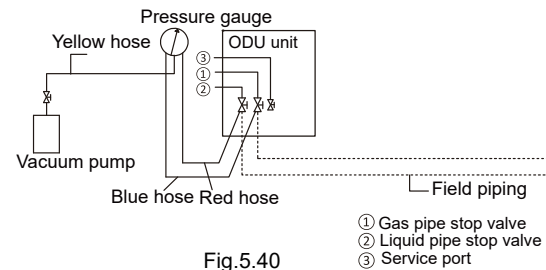 Pressure gauge
Yellow hose
ODU unit
③
①
②
Vacuum pump
Blue hose Red hose
Field piping
① Gas pipe stop valve
② Liquid pipe stop valve
③ Service port
Fig.5.40